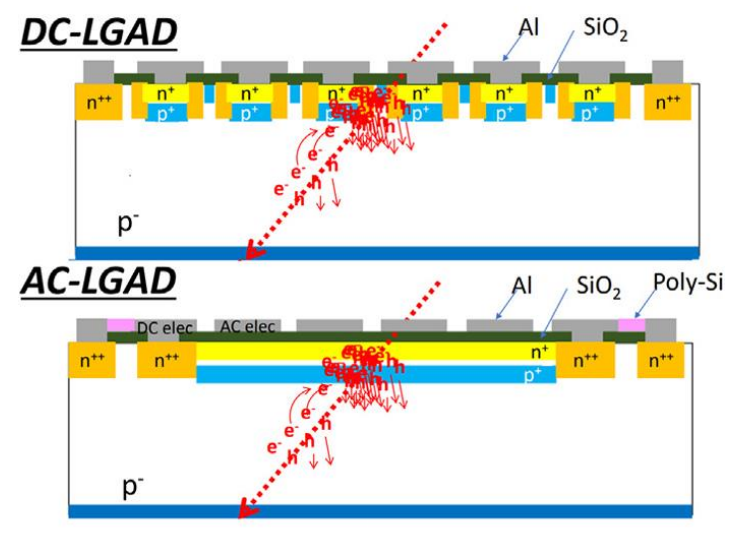 DC-LGAD
Al
SiO₂
n⁺⁺ n⁺ n⁺ n⁺ n⁺ n⁺ n⁺ n⁺⁺
p⁺ p⁺ p⁺ p⁺ p⁺
e⁻
e⁻
e⁻ h
e⁻ h
h
p⁻
AC-LGAD
Al
SiO₂
Poly-Si
DC elec
AC elec
n⁺⁺ n⁺⁺ n⁺ n⁺⁺ n⁺⁺
p⁺
e⁻
e⁻
e⁻ h
e⁻ h
h
p⁻